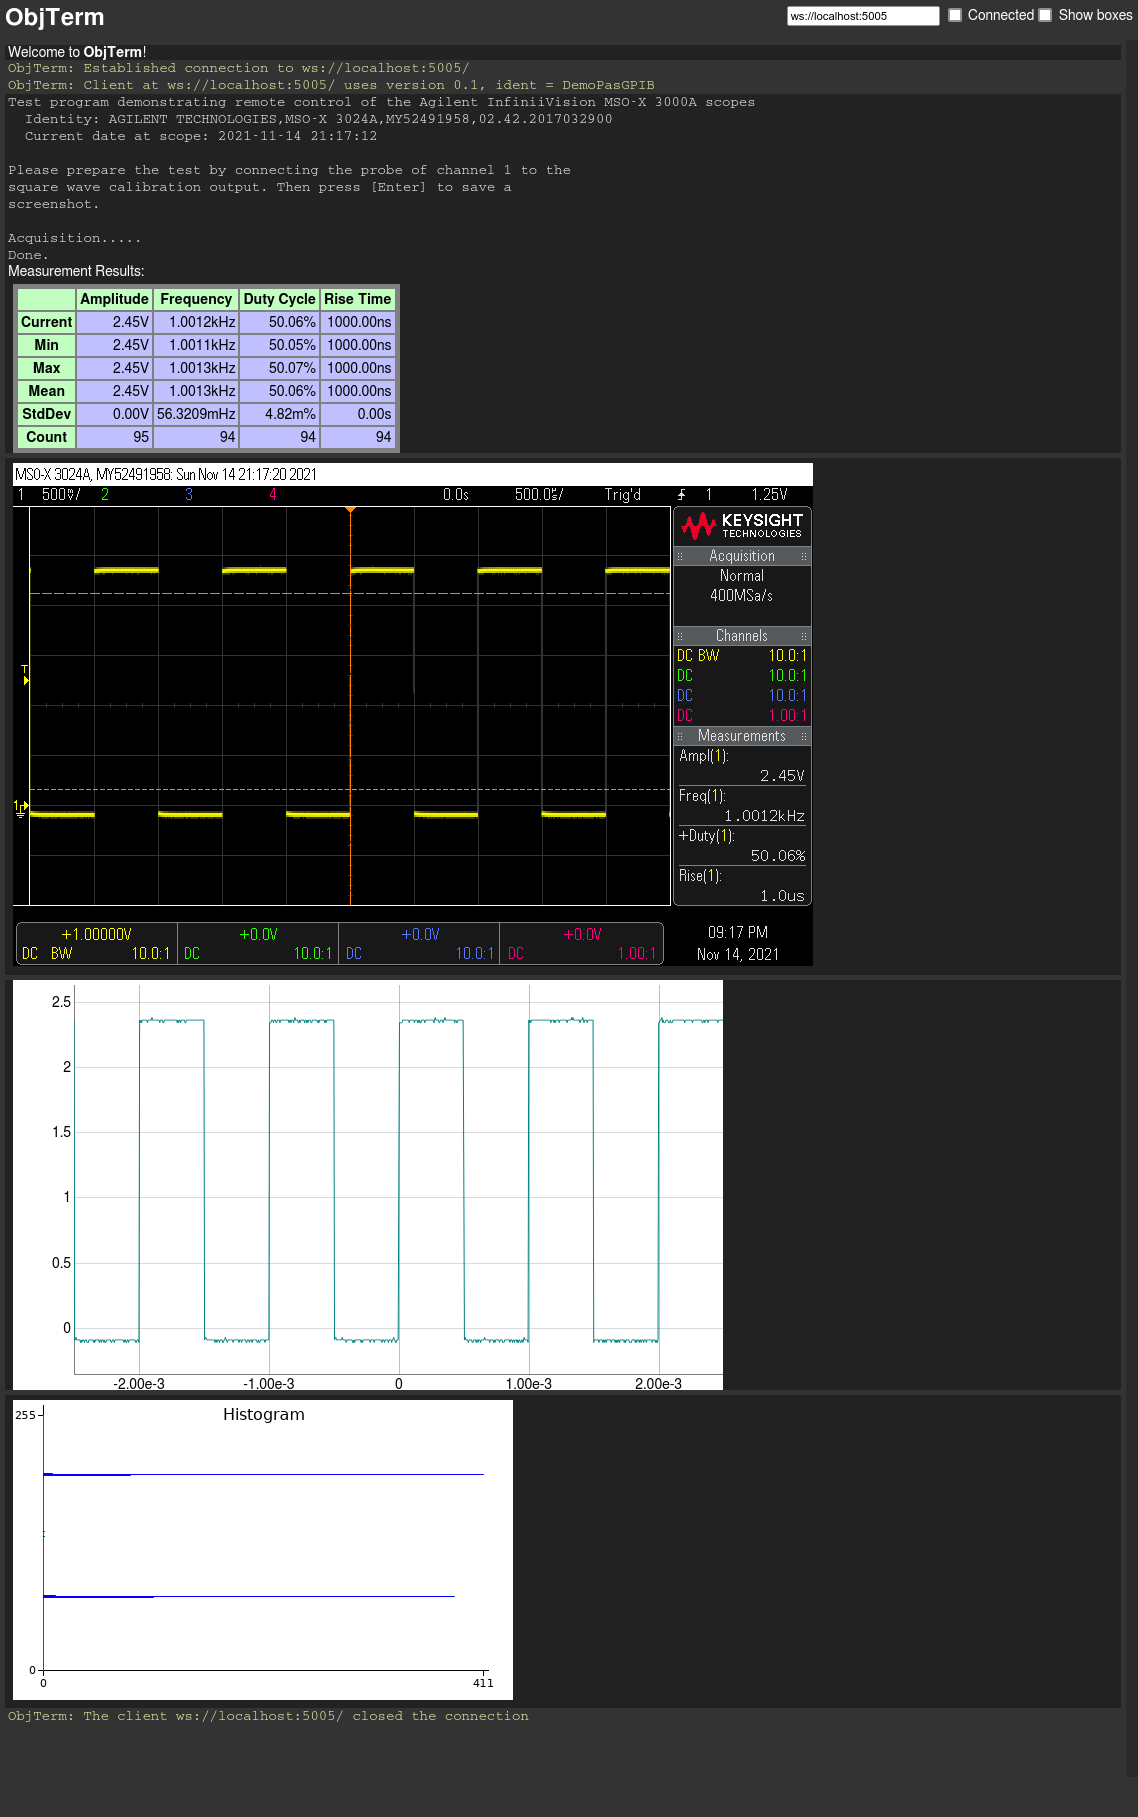 ObjTerm
ws://localhost:5005 Connected Show boxes
Welcome to ObjTerm!
ObjTerm: Established connection to ws://localhost:5005/
ObjTerm: Client at ws://localhost:5005/ uses version 0.1, ident = DemoPasGPIB
Test program demonstrating remote control of the Agilent InfiniiVision MSO-X 3000A scopes
Identity: AGILENT TECHNOLOGIES,MSO-X 3024A,MY52491958,02.42.2017032900
Current date at scope: 2021-11-14 21:17:12
Please prepare the test by connecting the probe of channel 1 to the
square wave calibration output. Then press [Enter] to save a
screenshot.
Acquisition.....
Done.
Measurement Results:
Amplitude Frequency Duty Cycle Rise Time
Current 2.45V 1.0012kHz 50.06% 1000.00ns
Min 2.45V 1.0011kHz 50.05% 1000.00ns
Max 2.45V 1.0013kHz 50.07% 1000.00ns
Mean 2.45V 1.0013kHz 50.06% 1000.00ns
StdDev 0.00V 56.3209mHz 4.82m% 0.00s
Count 95 94 94 94
MSO-X 3024A, MY52491958: Sun Nov 14 21:17:20 2021
1 500mV/ 2 3 4 0.0s 500.0us/ Trig'd 1 1.25V
KEYSIGHT
TECHNOLOGIES
Acquisition
Normal
400MSa/s
Channels
DC BW 10.0:1
DC 10.0:1
DC 10.0:1
DC 1.00:1
Measurements
Ampl(1):
2.45V
Freq(1):
1.0012kHz
+Duty(1):
50.06%
Rise(1):
1.0us
T
1
+1.00000V +0.0V +0.0V +0.0V
DC BW 10.0:1 DC 10.0:1 DC 10.0:1 DC 1.00:1
09:17 PM
Nov 14, 2021
2.5
2
1.5
1
0.5
0
-2.00e-3 -1.00e-3 0 1.00e-3 2.00e-3
Histogram
255
0
0 411
ObjTerm: The client ws://localhost:5005/ closed the connection